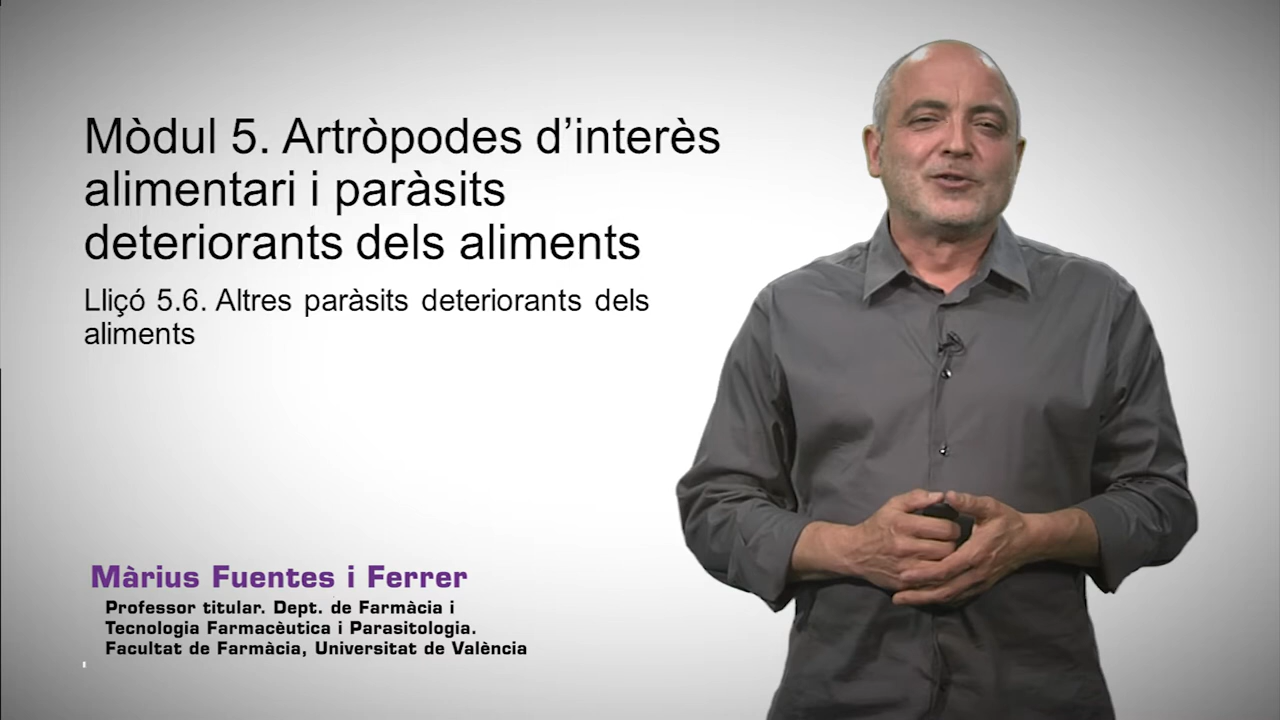 Mòdul 5. Artròpodes d’interès
alimentari i paràsits
deteriorants dels aliments
Lliçó 5.6. Altres paràsits deteriorants dels
aliments
Màrius Fuentes i Ferrer
Professor titular. Dept. de Farmàcia i
Tecnologia Farmacèutica i Parasitologia.
Facultat de Farmàcia, Universitat de València